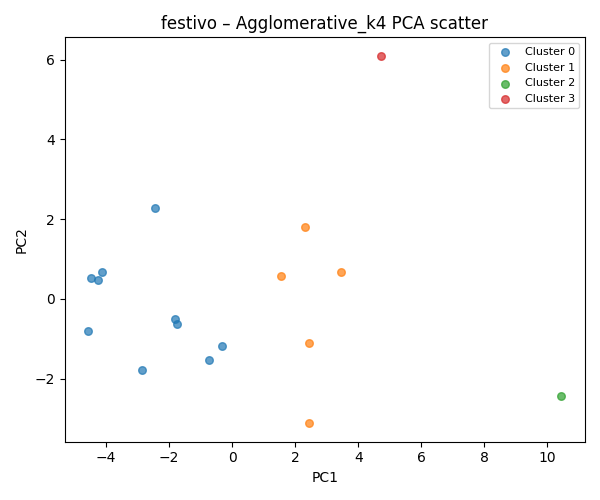 festivo – Agglomerative_k4 PCA scatter
Cluster 0
Cluster 1
Cluster 2
Cluster 3
PC2
6
4
2
0
−2
−4
−2
0
2
4
6
8
10
PC1